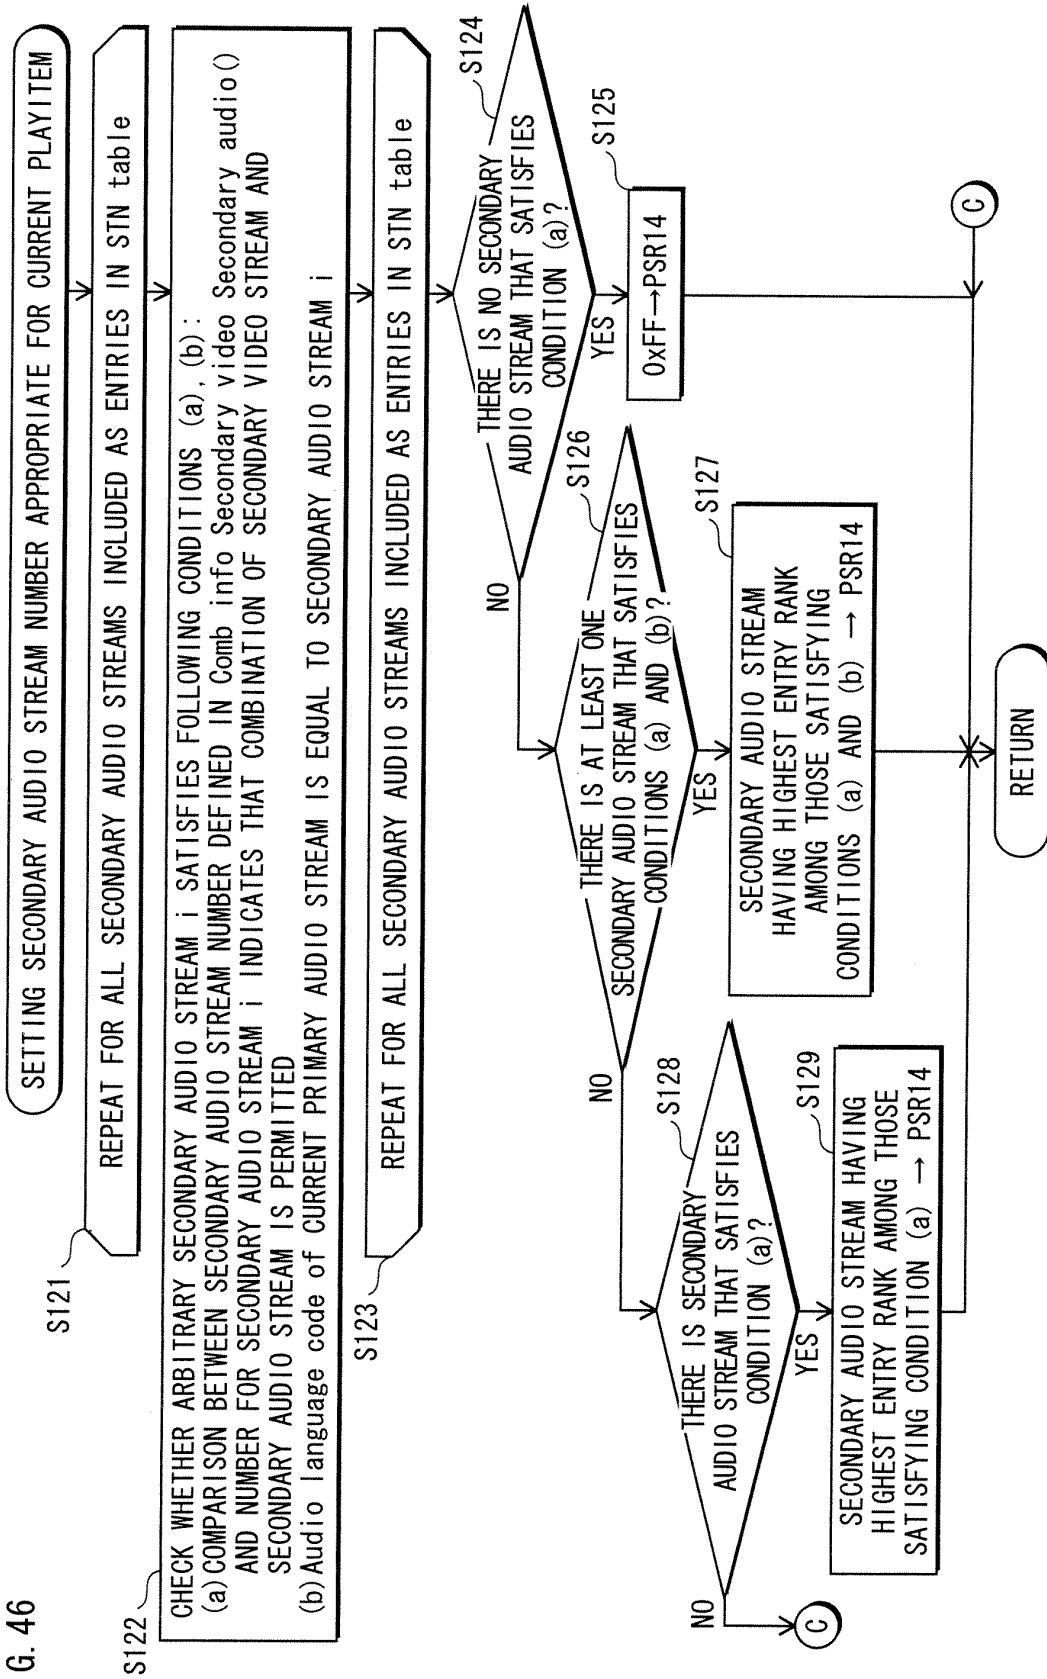 G. 46
SETTING SECONDARY AUDIO STREAM NUMBER APPROPRIATE FOR CURRENT PLAYITEM
S121
REPEAT FOR ALL SECONDARY AUDIO STREAMS INCLUDED AS ENTRIES IN STN table
S122
CHECK WHETHER ARBITRARY SECONDARY AUDIO STREAM i SATISFIES FOLLOWING CONDITIONS (a), (b):
(a)COMPARISON BETWEEN SECONDARY AUDIO STREAM NUMBER DEFINED IN Comb info Secondary video Secondary audio()
AND NUMBER FOR SECONDARY AUDIO STREAM i INDICATES THAT COMBINATION OF SECONDARY VIDEO STREAM AND
SECONDARY AUDIO STREAM IS PERMITTED
(b)Audio language code of CURRENT PRIMARY AUDIO STREAM IS EQUAL TO SECONDARY AUDIO STREAM i
S123
REPEAT FOR ALL SECONDARY AUDIO STREAMS INCLUDED AS ENTRIES IN STN table
S124
THERE IS NO SECONDARY
AUDIO STREAM THAT SATISFIES
CONDITION (a)?
NO
YES
S125
0xFF→PSR14
S126
THERE IS AT LEAST ONE
SECONDARY AUDIO STREAM THAT SATISFIES
CONDITIONS (a) AND (b)?
NO
YES
S127
SECONDARY AUDIO STREAM
HAVING HIGHEST ENTRY RANK
AMONG THOSE SATISFYING
CONDITIONS (a) AND (b) → PSR14
S128
THERE IS SECONDARY
AUDIO STREAM THAT SATISFIES
CONDITION (a)?
NO
YES
S129
SECONDARY AUDIO STREAM HAVING
HIGHEST ENTRY RANK AMONG THOSE
SATISFYING CONDITION (a) → PSR14
C
C
RETURN